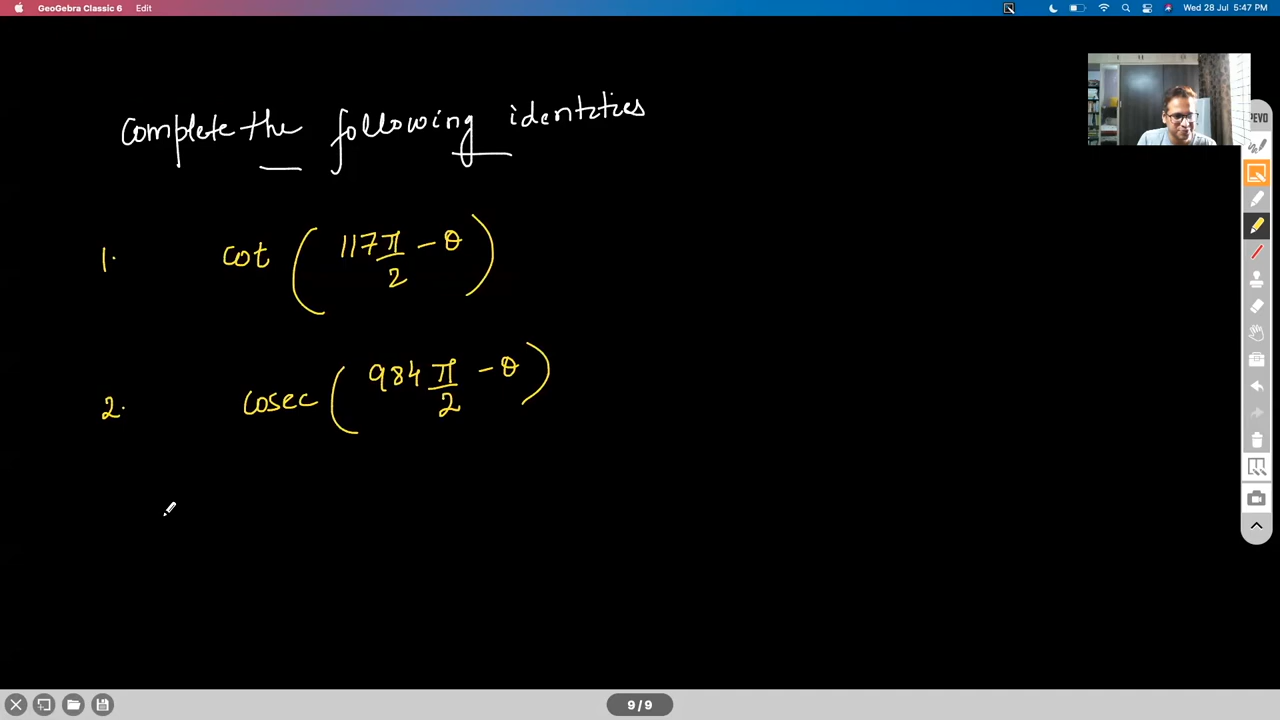 GeoGebra Classic 6 Edit Wed 28 Jul 5:47 PM
Complete the following identities
1. cot (117π/2 - θ)
2. cosec (984 π/2 - θ)
9/9